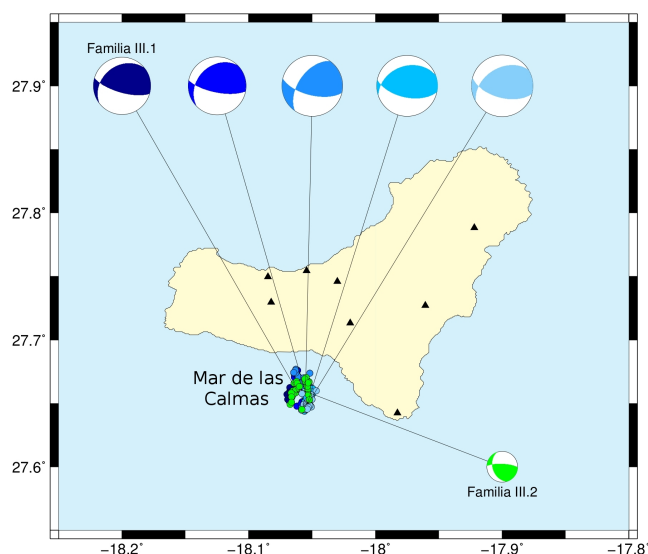 Familia III.1
27.9˚
27.8˚
27.7˚
Mar de las
Calmas
27.6˚
Familia III.2
−18.2˚
−18.1˚
−18˚
−17.9˚
−17.8